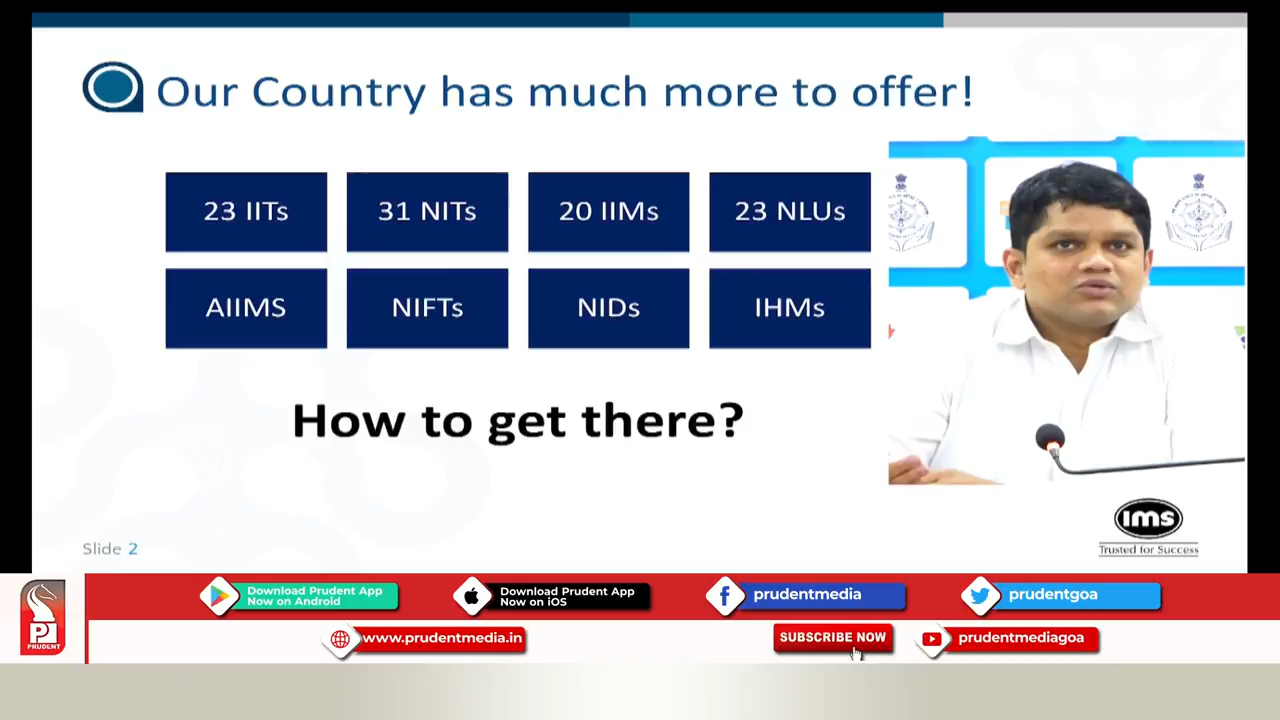 Our Country has much more to offer!
23 IITs
31 NITs
20 IIMs
23 NLUs
AIIMS
NIFTs
NIDs
IHMs
How to get there?
ims
Trusted for Success
Slide 2
PRUDENT
Download Prudent App
Now on Android
Download Prudent App
Now on iOS
prudentmedia
prudentgoa
www.prudentmedia.in
SUBSCRIBE NOW
prudentmediagoa